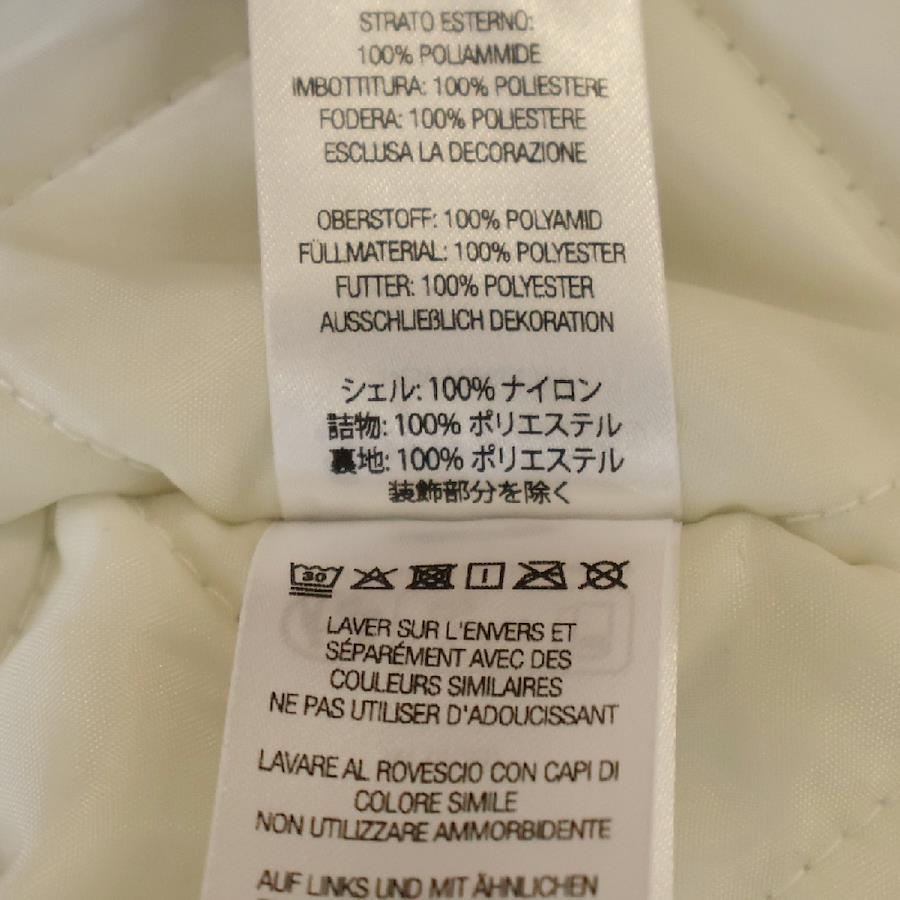 STRATO ESTERNO:
100% POLIAMMIDE
IMBOTTITURA: 100% POLIESTERE
FODERA: 100% POLIESTERE
ESCLUSA LA DECORAZIONE
OBERSTOFF: 100% POLYAMID
FÜLLMATERIAL: 100% POLYESTER
FUTTER: 100% POLYESTER
AUSSCHLIEßLICH DEKORATION
シェル: 100% ナイロン
詰物: 100% ポリエステル
裏地: 100% ポリエステル
装飾部分を除く
30
LAVER SUR L'ENVERS ET
SÉPARÉMENT AVEC DES
COULEURS SIMILAIRES
NE PAS UTILISER D'ADOUCISSANT
LAVARE AL ROVESCIO CON CAPI DI
COLORE SIMILE
NON UTILIZZARE AMMORBIDENTE
AUF LINKS UND MIT ÄHNLICHEN